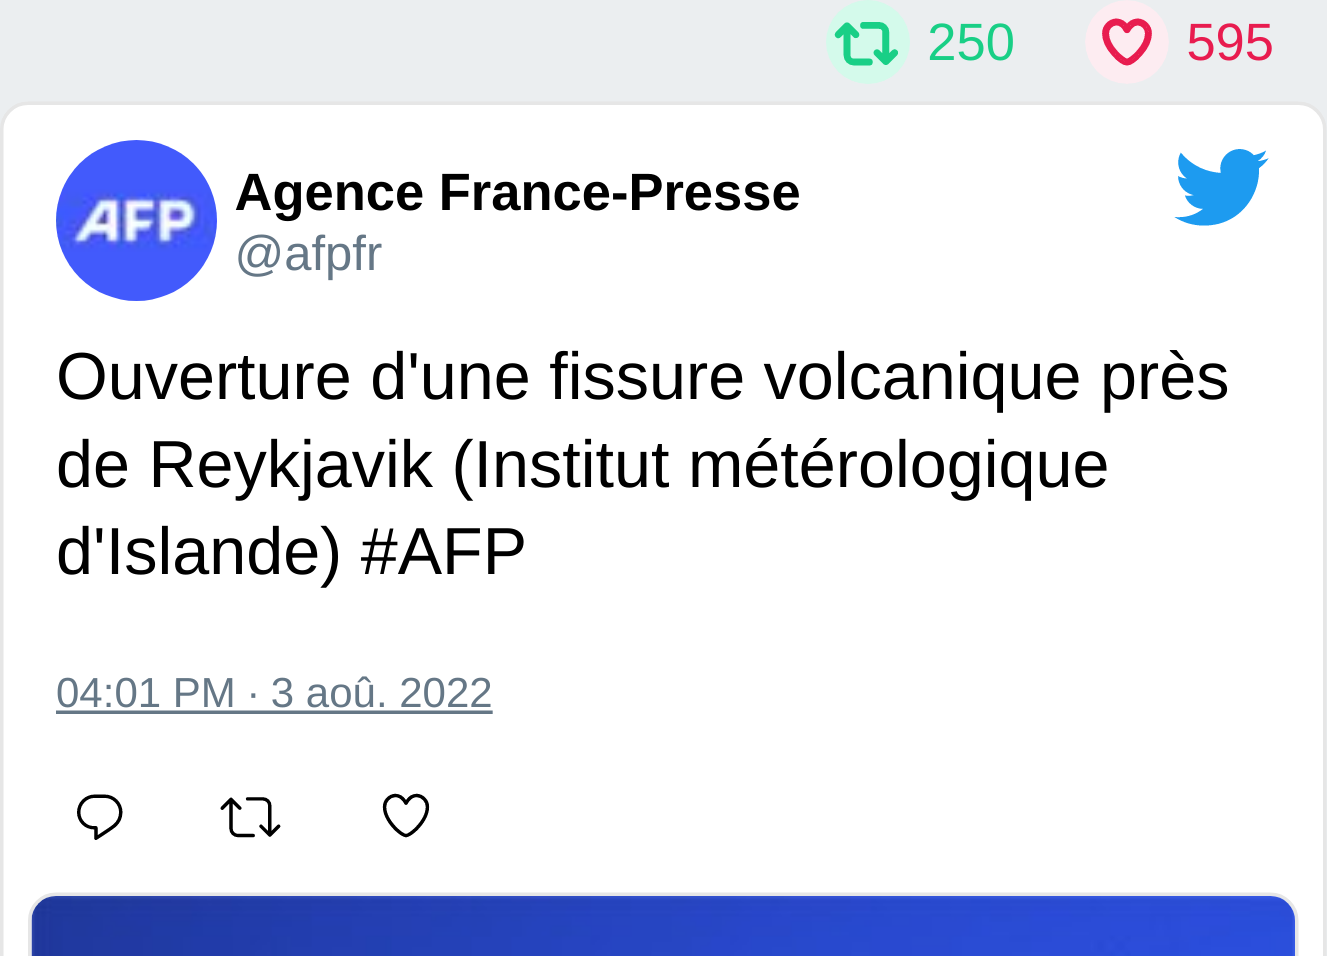 250 595
AFP
Agence France-Presse
@afpfr
Ouverture d'une fissure volcanique près
de Reykjavik (Institut métérologique
d'Islande) #AFP
04:01 PM · 3 aoû. 2022